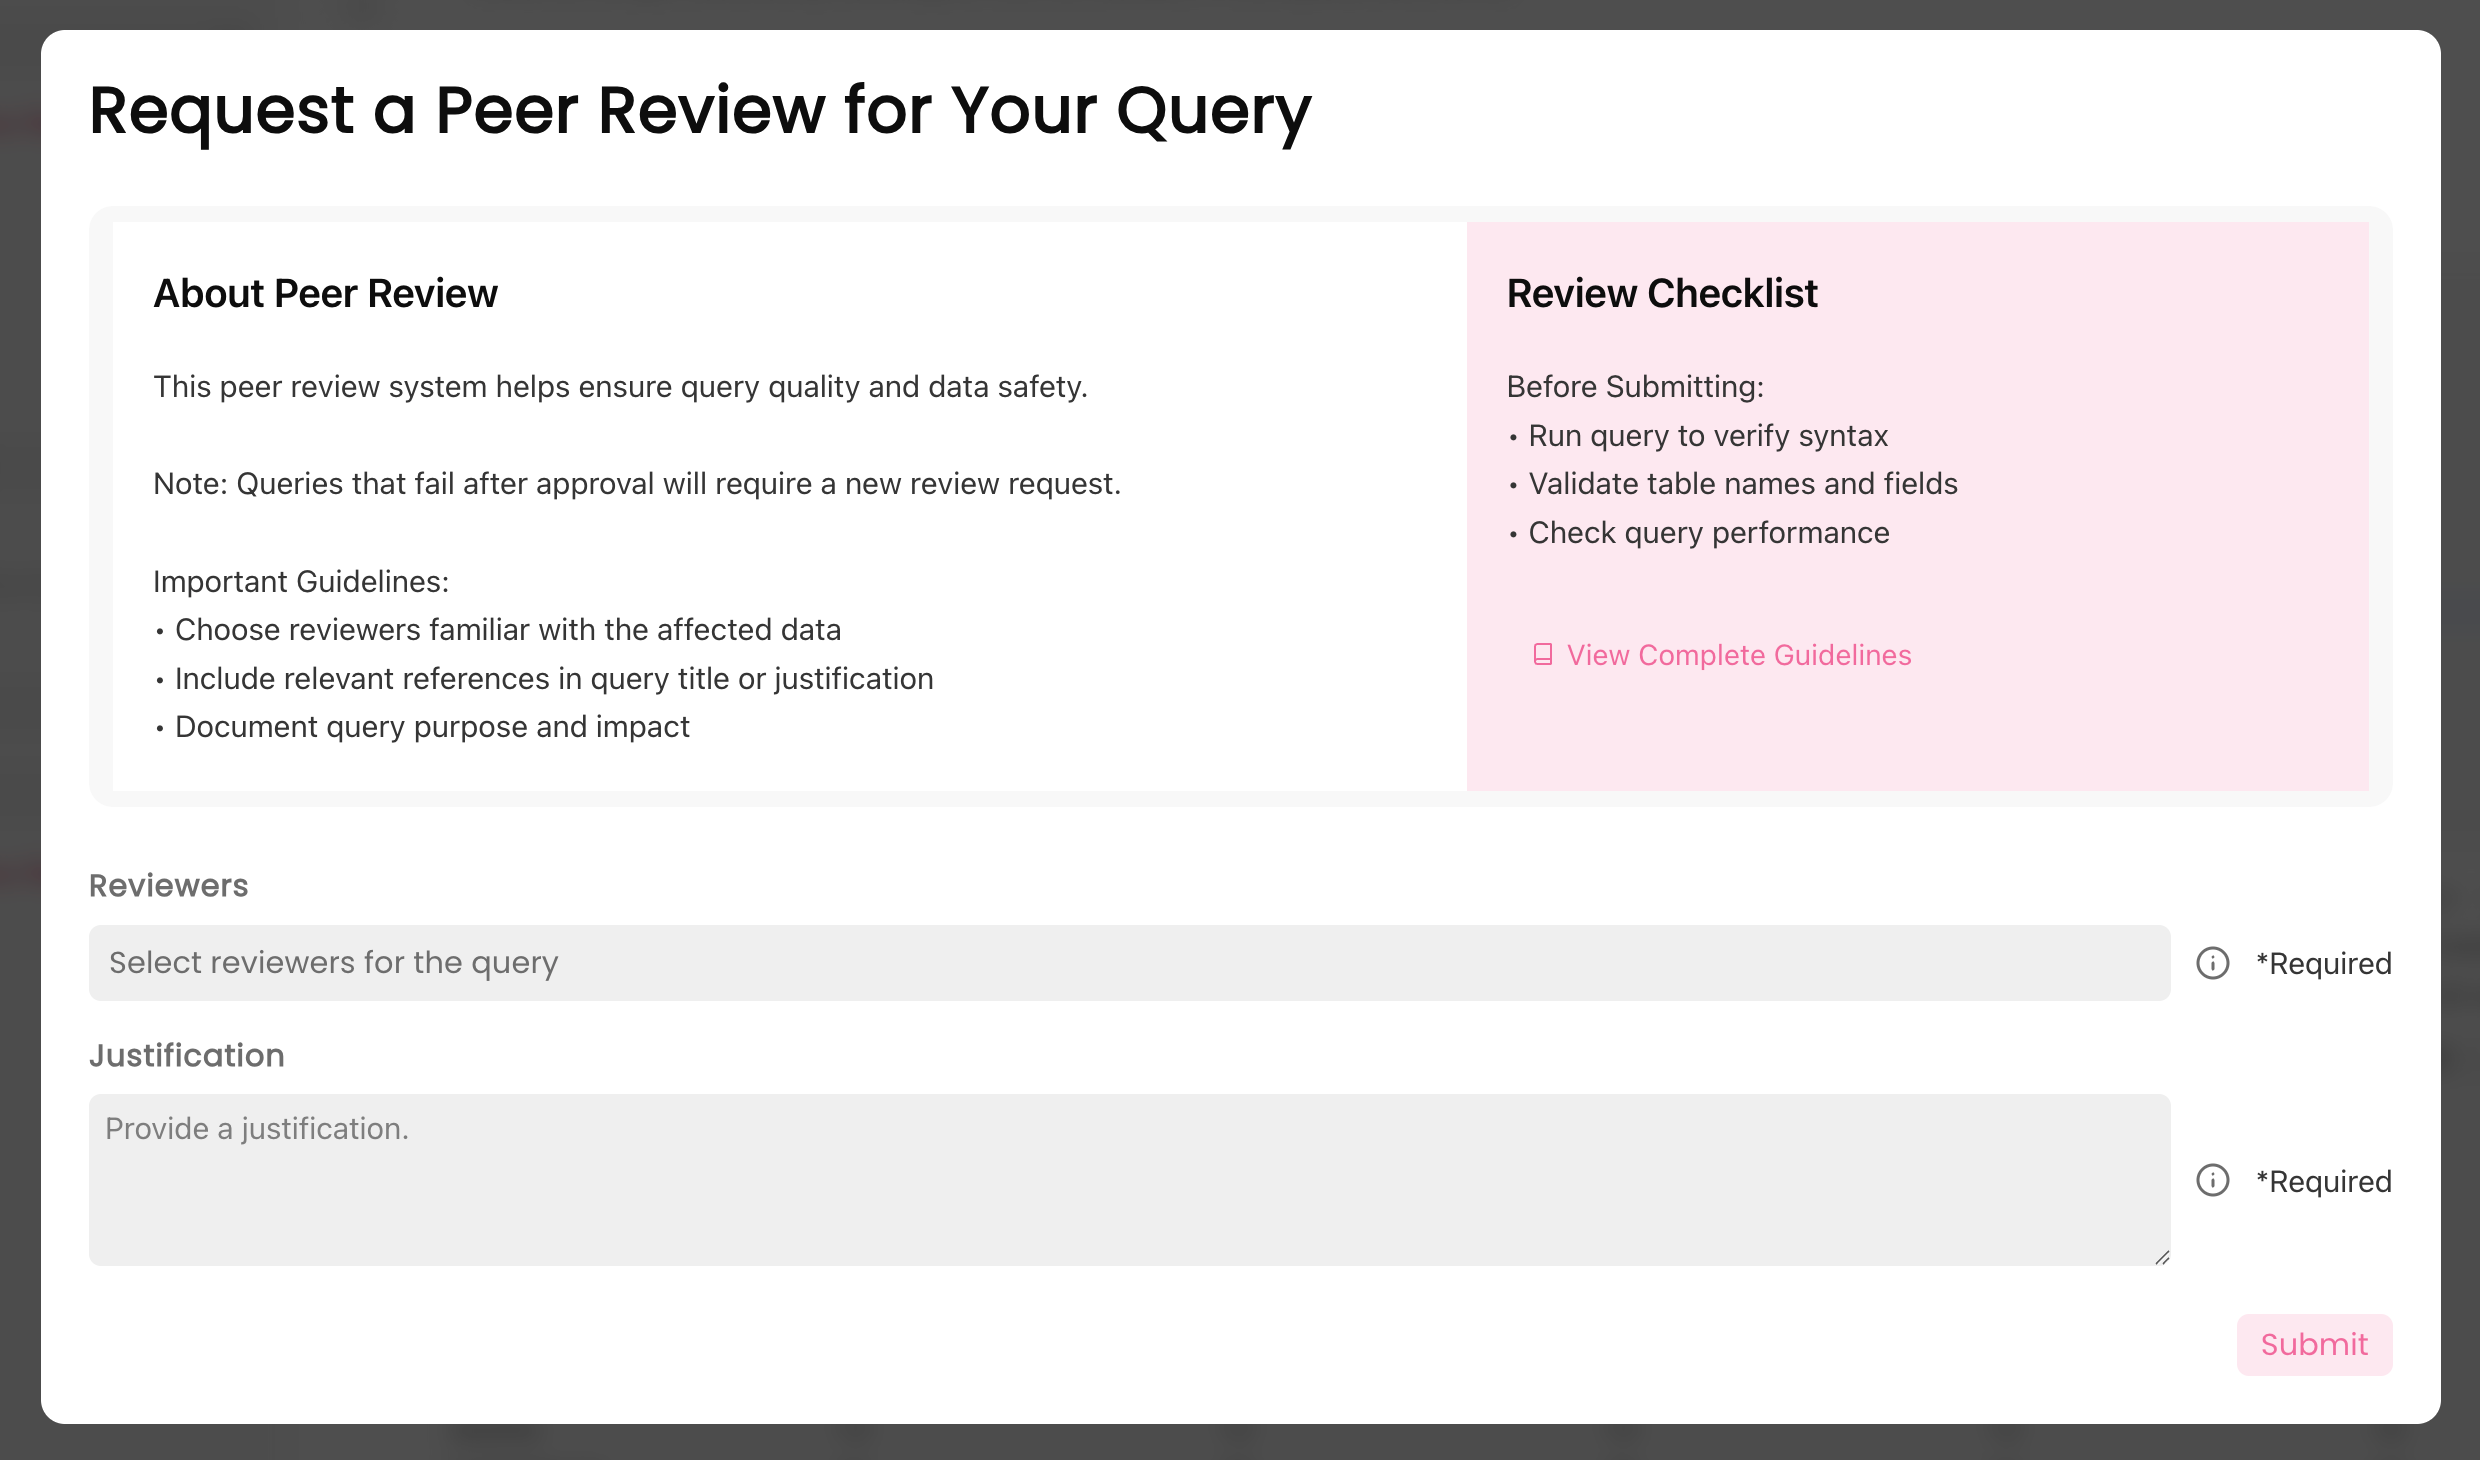 Request a Peer Review for Your Query
About Peer Review
This peer review system helps ensure query quality and data safety.
Note: Queries that fail after approval will require a new review request.
Important Guidelines:
• Choose reviewers familiar with the affected data
• Include relevant references in query title or justification
• Document query purpose and impact
Review Checklist
Before Submitting:
• Run query to verify syntax
• Validate table names and fields
• Check query performance
View Complete Guidelines
Reviewers
Select reviewers for the query
*Required
Justification
Provide a justification.
*Required
Submit